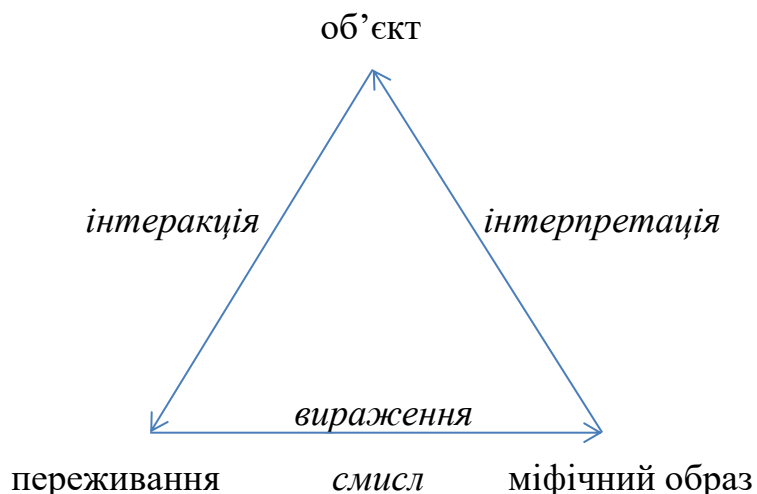 об’єкт
інтеракція інтерпретація
вираження
переживання смисл міфічний образ